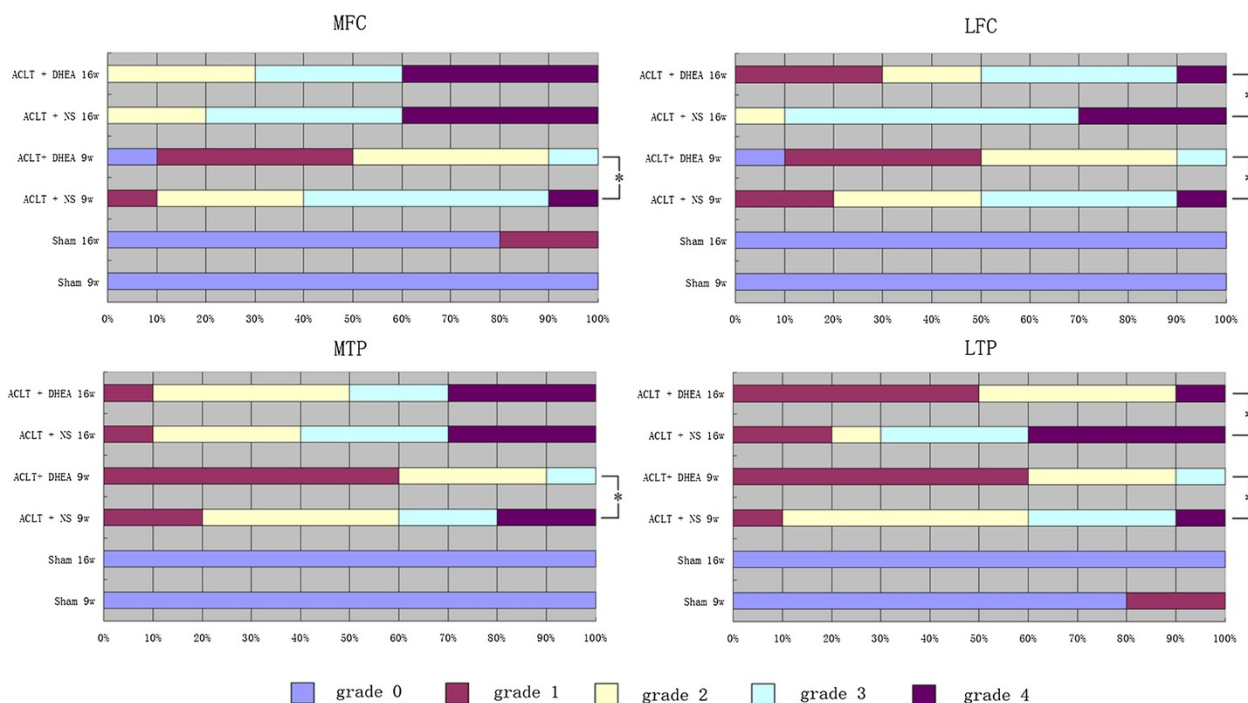 MFC
ACLT + DHEA 16w
ACLT + NS 16w
ACLT+ DHEA 9w
ACLT + NS 9w
Sham 16w
Sham 9w
*
0% 10% 20% 30% 40% 50% 60% 70% 80% 90% 100%
LFC
ACLT + DHEA 16w
ACLT + NS 16w
ACLT+ DHEA 9w
ACLT + NS 9w
Sham 16w
Sham 9w
0% 10% 20% 30% 40% 50% 60% 70% 80% 90% 100%
MTP
ACLT + DHEA 16w
ACLT + NS 16w
ACLT+ DHEA 9w
ACLT + NS 9w
Sham 16w
Sham 9w
*
0% 10% 20% 30% 40% 50% 60% 70% 80% 90% 100%
LTP
ACLT + DHEA 16w
ACLT + NS 16w
ACLT+ DHEA 9w
ACLT + NS 9w
Sham 16w
Sham 9w
0% 10% 20% 30% 40% 50% 60% 70% 80% 90% 100%
grade 0 grade 1 grade 2 grade 3 grade 4